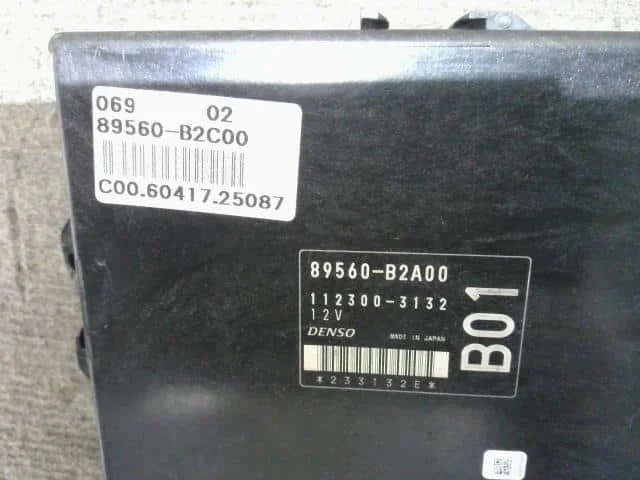 069 02
89560-B2C00
C00.60417.25087
89560-B2A00
112300-3132
12V
DENSO MADE IN JAPAN
*233132E*
B01